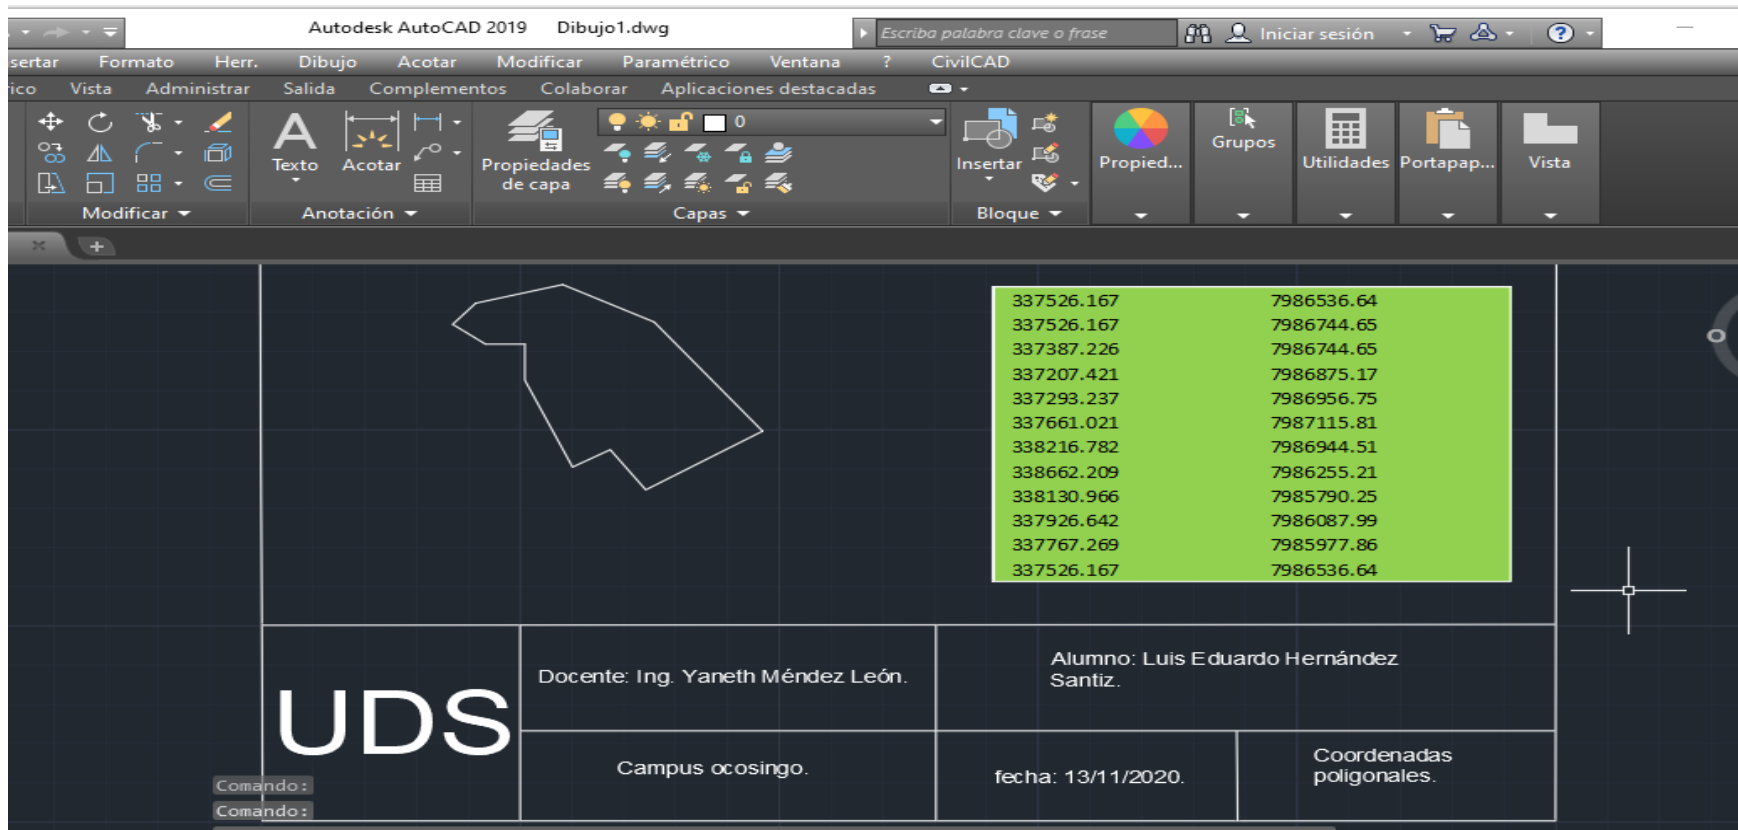 Autodesk AutoCAD 2019 Dibujo1.dwg Escriba palabra clave o frase Iniciar sesión ?
sertar Formato Herr. Dibujo Acotar Modificar Paramétrico Ventana ? CivilCAD
ico Vista Administrar Salida Complementos Colaborar Aplicaciones destacadas
A 0
Texto Acotar Propiedades de capa Insertar Propied... Grupos Utilidades Portapap... Vista
Modificar Anotación Capas Bloque
337526.167 7986536.64
337526.167 7986744.65
337387.226 7986744.65
337207.421 7986875.17
337293.237 7986956.75
337661.021 7987115.81
338216.782 7986944.51
338662.209 7986255.21
338130.966 7985790.25
337926.642 7986087.99
337767.269 7985977.86
337526.167 7986536.64
O
UDS
Docente: Ing. Yaneth Méndez León.
Alumno: Luis Eduardo Hernández
Santiz.
Campus ocosingo.
fecha: 13/11/2020.
Coordenadas
poligonales.
Comando:
Comando: